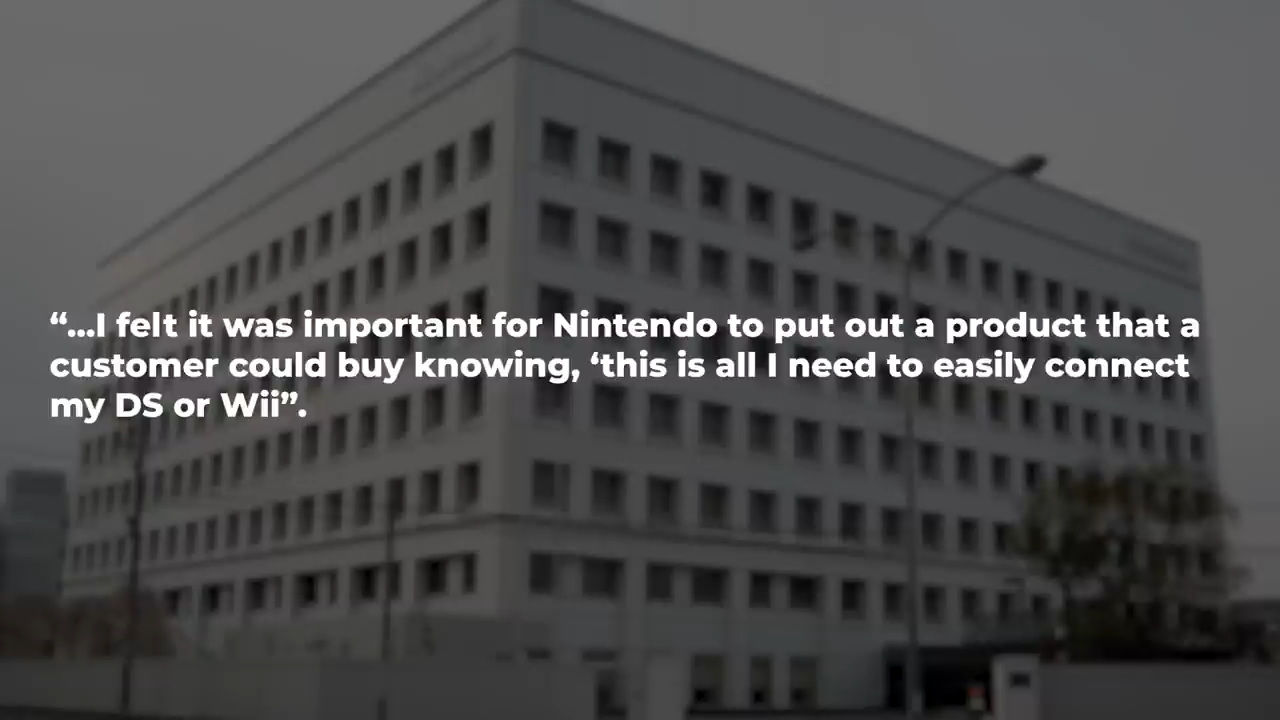 “...I felt it was important for Nintendo to put out a product that a
customer could buy knowing, ‘this is all I need to easily connect
my DS or Wii”.